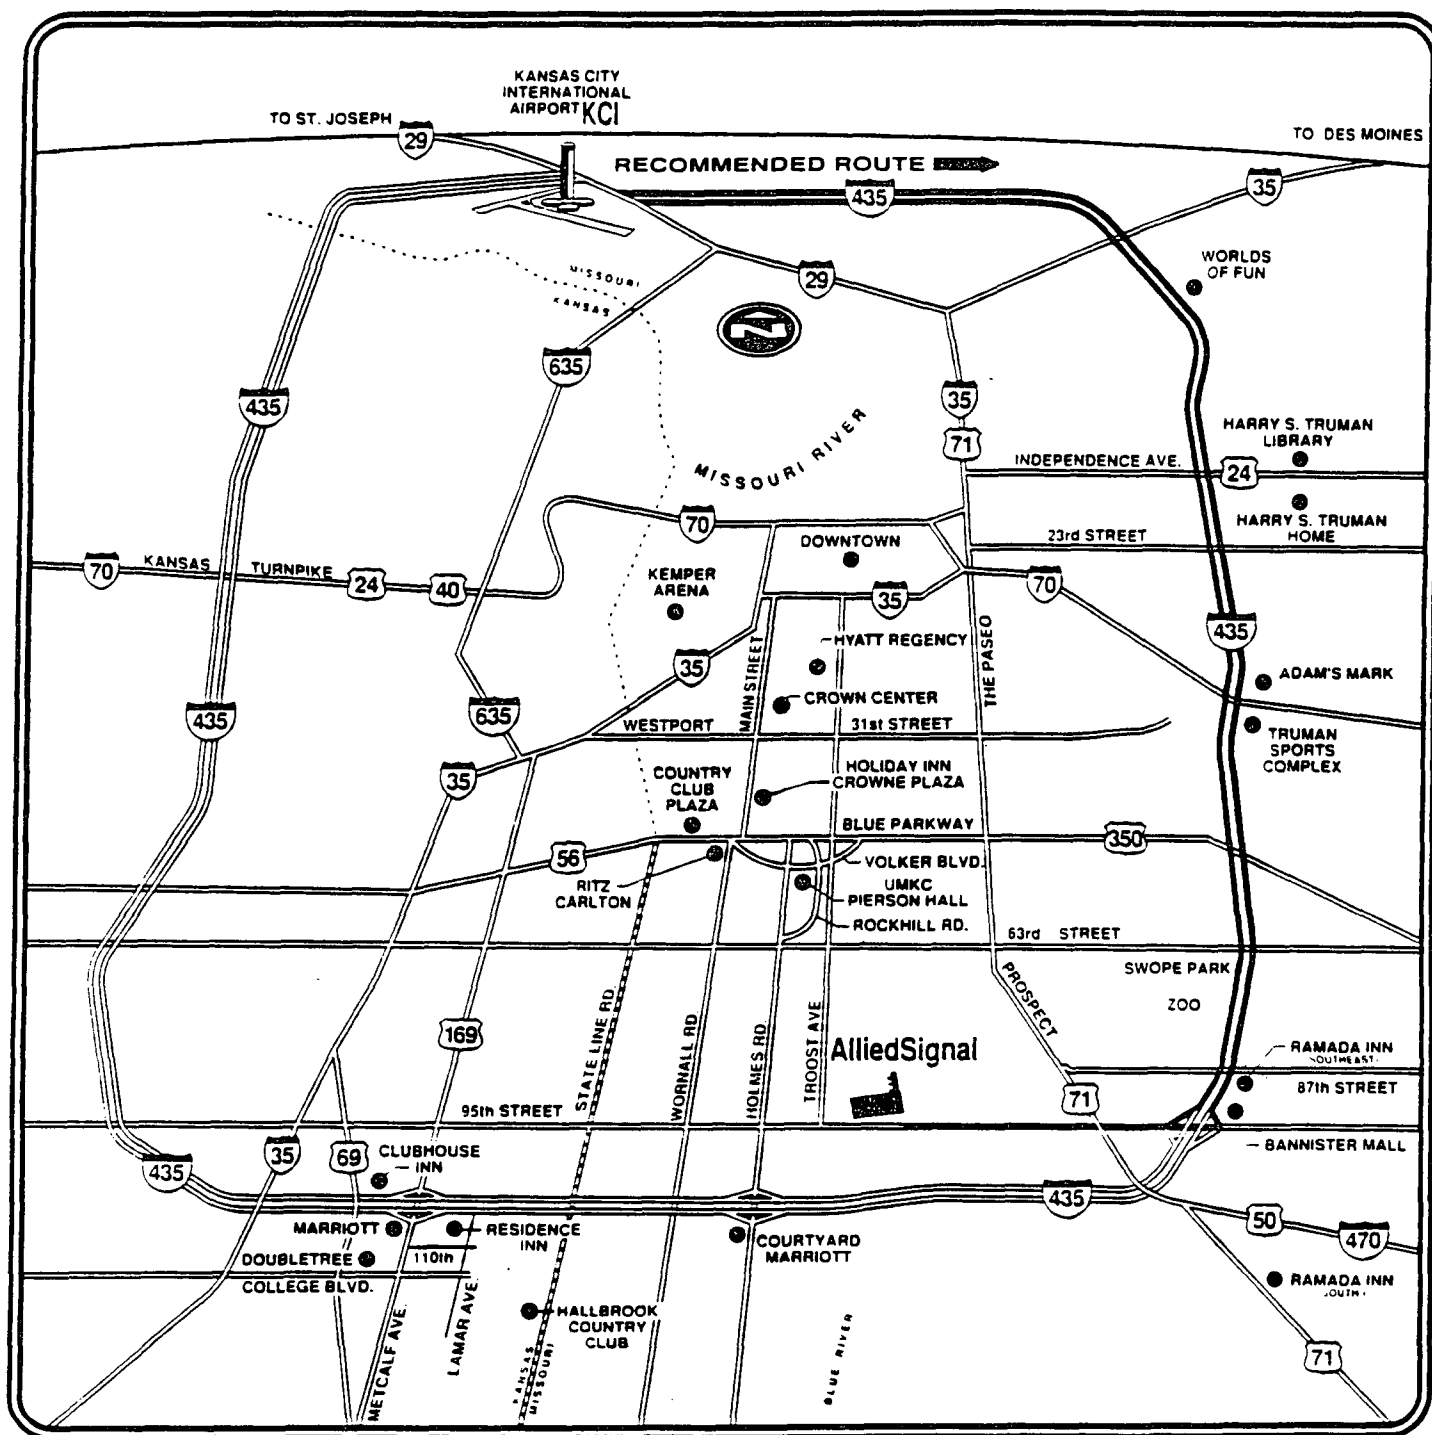 KANSAS CITY
INTERNATIONAL
AIRPORT KCI
TO ST. JOSEPH
29
TO DES MOINES
RECOMMENDED ROUTE
435
35
WORLDS
OF FUN
MISSOURI
KANSAS
29
N
635
435
35
71
MISSOURI RIVER
HARRY S. TRUMAN
LIBRARY
INDEPENDENCE AVE.
24
HARRY S. TRUMAN
HOME
70
23rd STREET
DOWNTOWN
70
KANSAS TURNPIKE
24
40
KEMPER
ARENA
35
70
435
HYATT REGENCY
35
MAIN STREET
THE PASEO
ADAM'S MARK
CROWN CENTER
435
635
WESTPORT
31st STREET
TRUMAN
SPORTS
COMPLEX
35
COUNTRY
CLUB
PLAZA
HOLIDAY INN
CROWNE PLAZA
BLUE PARKWAY
350
56
VOLKER BLVD.
RITZ
CARLTON
UMKC
PIERSON HALL
ROCKHILL RD.
63rd STREET
SWOPE PARK
ZOO
PROSPECT
169
STATE LINE RD.
WORNALL RD
HOLMES RD.
TROOST AVE
AlliedSignal
RAMADA INN
SOUTHEAST
87th STREET
71
95th STREET
BANNISTER MALL
35
69
CLUBHOUSE
INN
435
435
50
470
MARRIOTT
RESIDENCE
INN
COURTYARD
MARRIOTT
DOUBLETREE
110th
COLLEGE BLVD.
RAMADA INN
SOUTH
HALLBROOK
COUNTRY
CLUB
METCALF AVE.
LAMAR AVE.
KANSAS
MISSOURI
BLUE RIVER
71